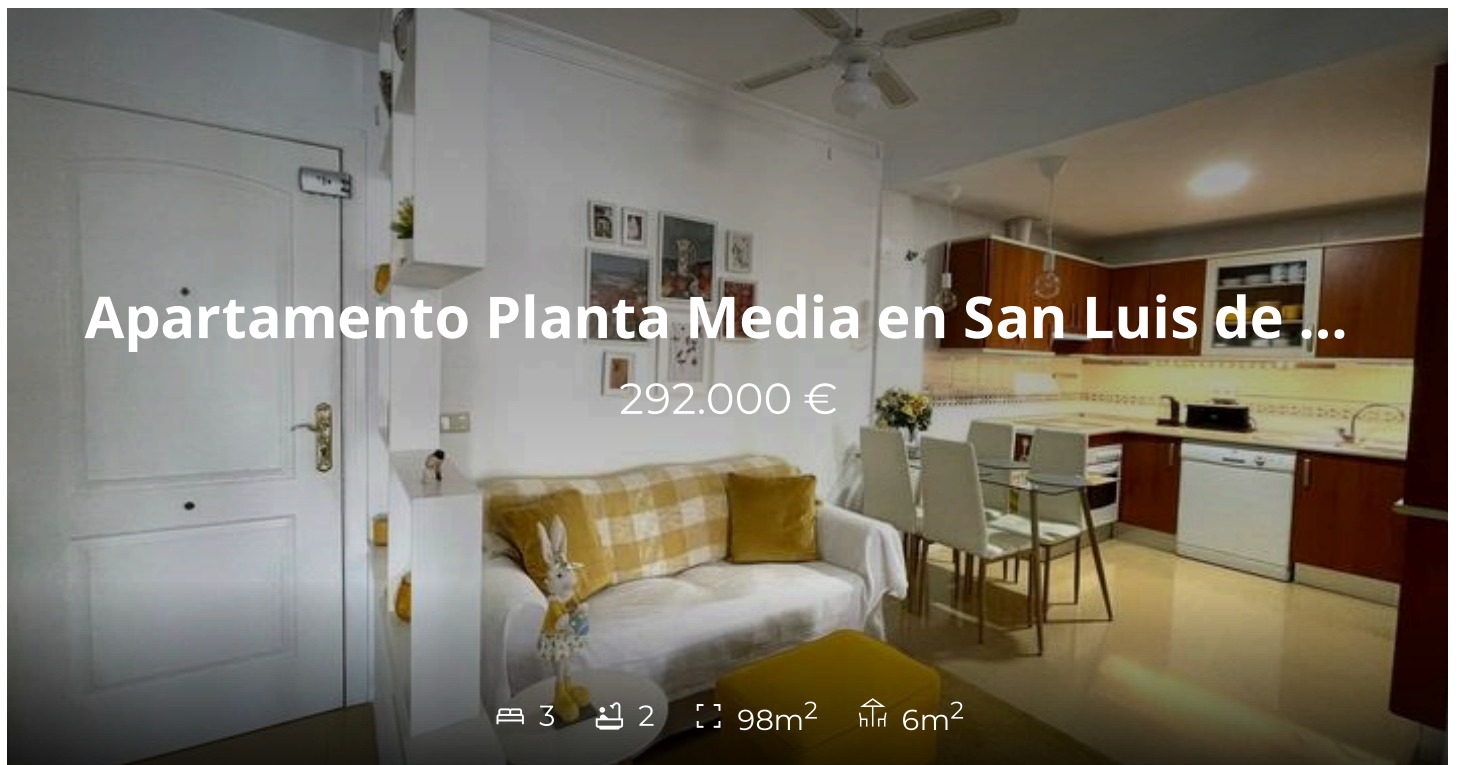 Apartamento Planta Media en San Luis de ...
292.000 €
3 2 98m² 6m²